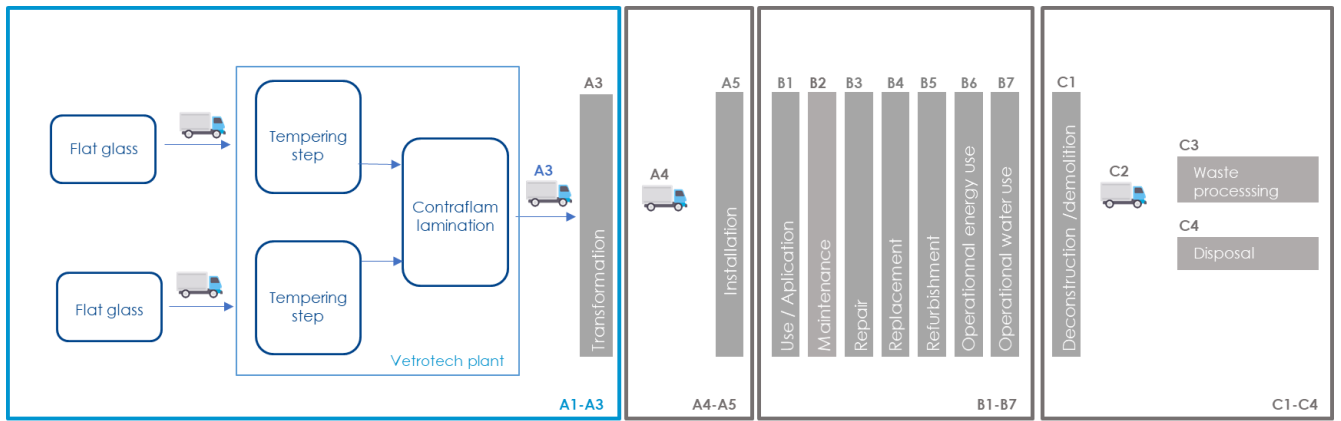 Flat glass
Flat glass
Tempering
step
Tempering
step
Contraflam
lamination
Vetrotech plant
A3
A3
Transformation
A1-A3
A4
A5
Installation
A4-A5
B1
Use / Aplication
B2
Maintenance
B3
Repair
B4
Replacement
B5
Refurbishment
B6
Operationnal energy use
B7
Operational water use
B1-B7
C1
Deconstruction /demolition
C2
C3
Waste
processsing
C4
Disposal
C1-C4